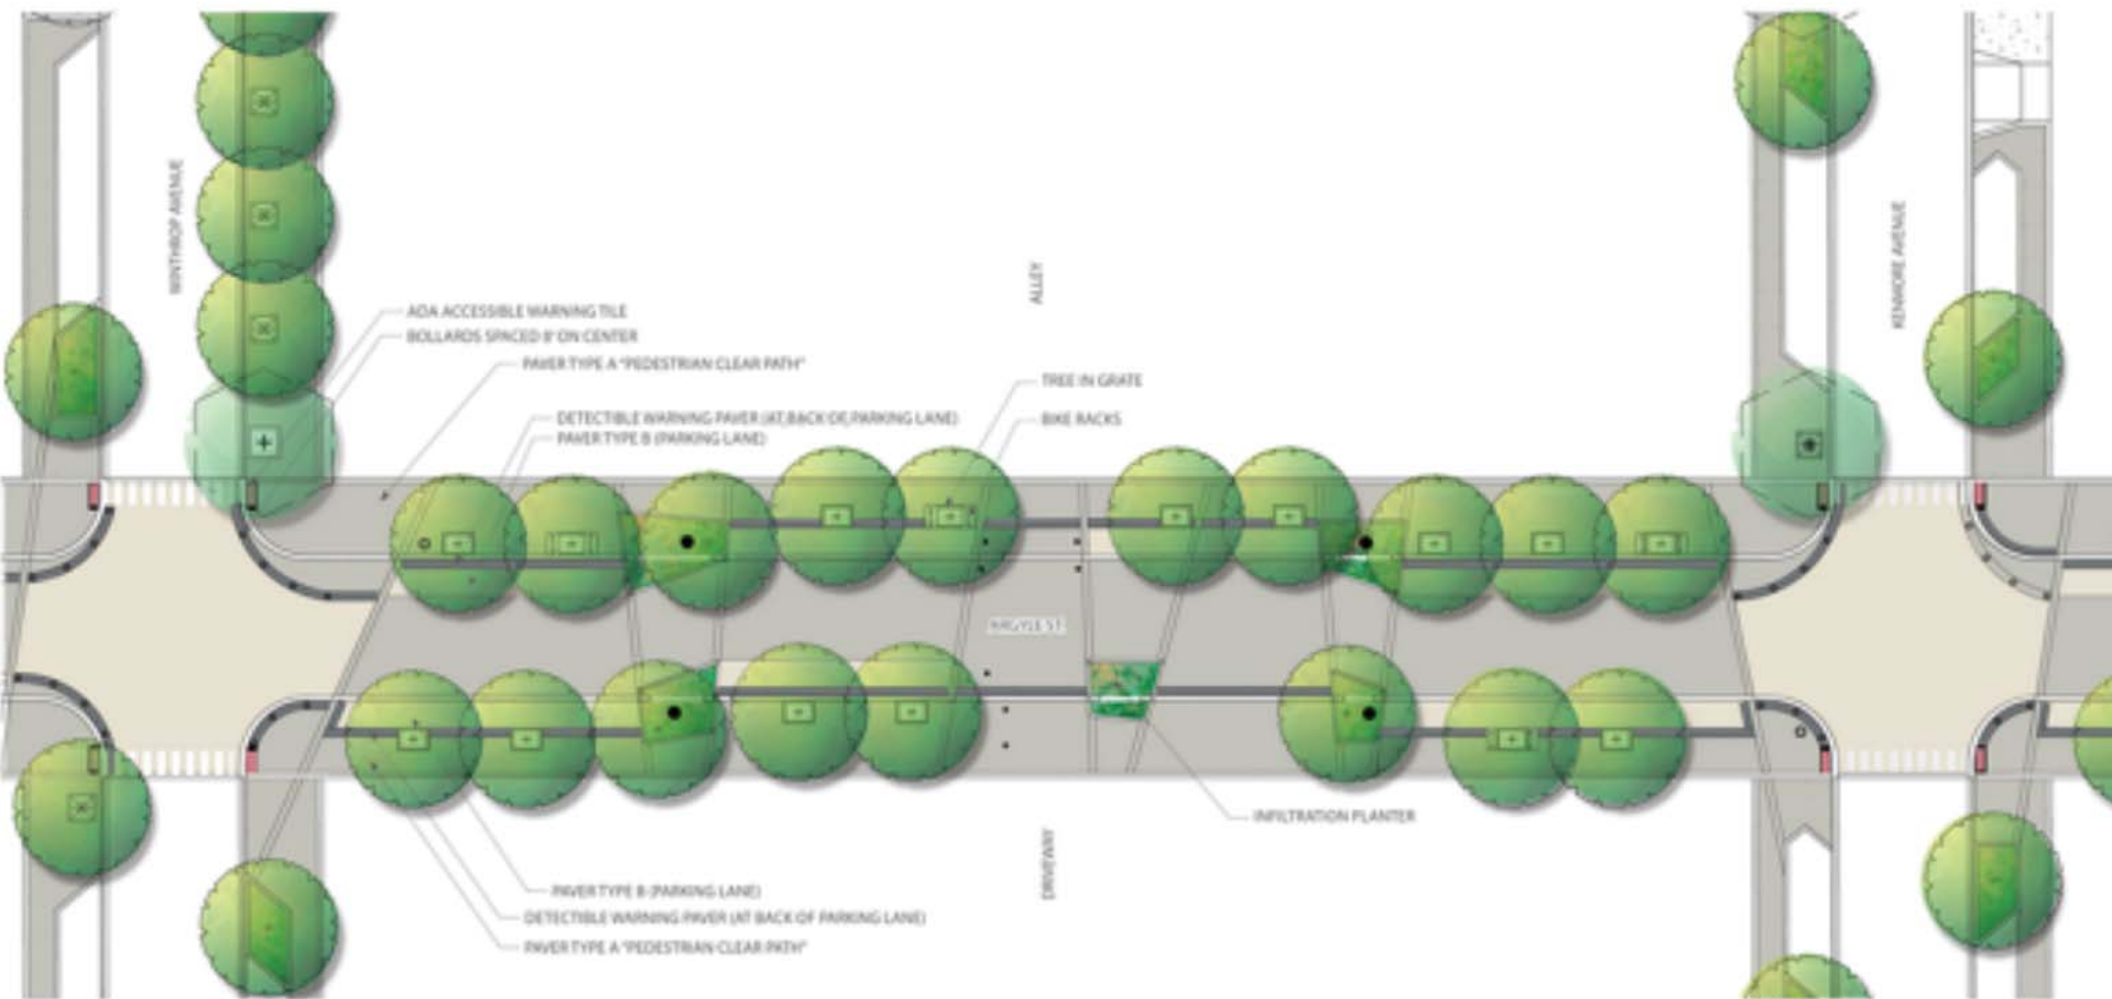 WINTHROP AVENUE
ALLEY
KENMORE AVENUE
ADA ACCESSIBLE WARNING TILE
BOLLARDS SPACED 8' ON CENTER
PAVER TYPE A "PEDESTRIAN CLEAR PATH"
TREE IN GRATE
DETECTIBLE WARNING PAVER (AT BACK OF PARKING LANE)
BIKE RACKS
PAVER TYPE B (PARKING LANE)
ARGYLE ST
INFILTRATION PLANTER
DRIVEWAY
PAVER TYPE B (PARKING LANE)
DETECTIBLE WARNING PAVER (AT BACK OF PARKING LANE)
PAVER TYPE A "PEDESTRIAN CLEAR PATH"